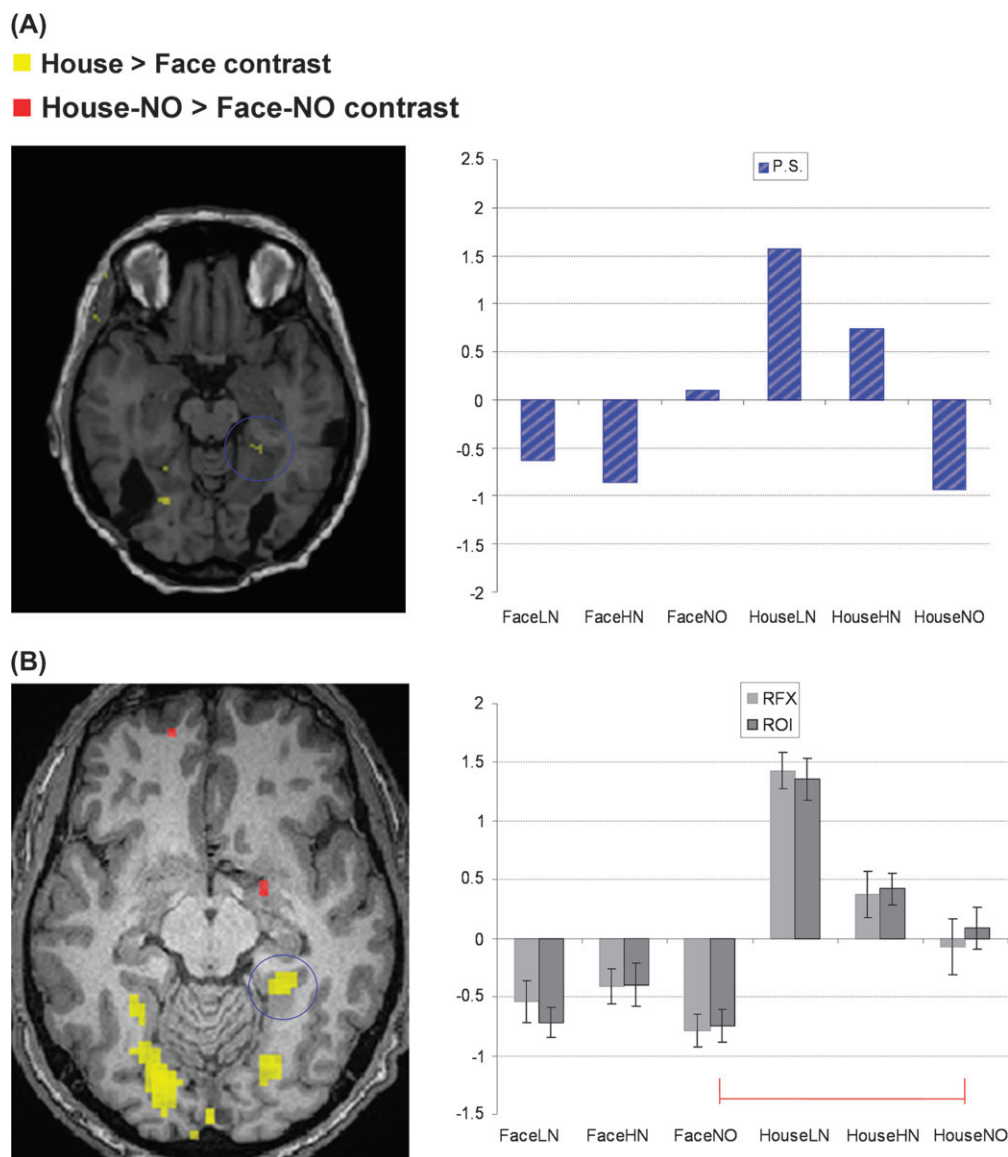 (A)
House > Face contrast
House-NO > Face-NO contrast
P.S.
2.5
2
1.5
1
0.5
0
-0.5
-1
-1.5
-2
FaceLN FaceHN FaceNO HouseLN HouseHN HouseNO
(B)
RFX
ROI
2
1.5
1
0.5
0
-0.5
-1
-1.5
FaceLN FaceHN FaceNO HouseLN HouseHN HouseNO